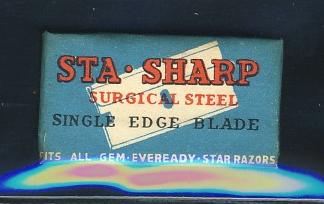 STA·SHARP
SURGICAL STEEL
SINGLE EDGE BLADE
FITS ALL GEM·EVEREADY·STAR RAZORS